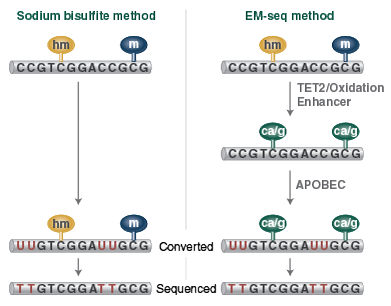 Sodium bisulfite method
EM-seq method
hm
m
hm
m
CCGTCGGACCGCG
CCGTCGGACCGCG
TET2/Oxidation
Enhancer
ca/g
ca/g
CCGTCGGACCGCG
APOBEC
hm
m
ca/g
ca/g
UUGTCGGAUUGCG
Converted
UUGTCGGAUUGCG
TTGTCGGATTGCG
Sequenced
TTGTCGGATTGCG